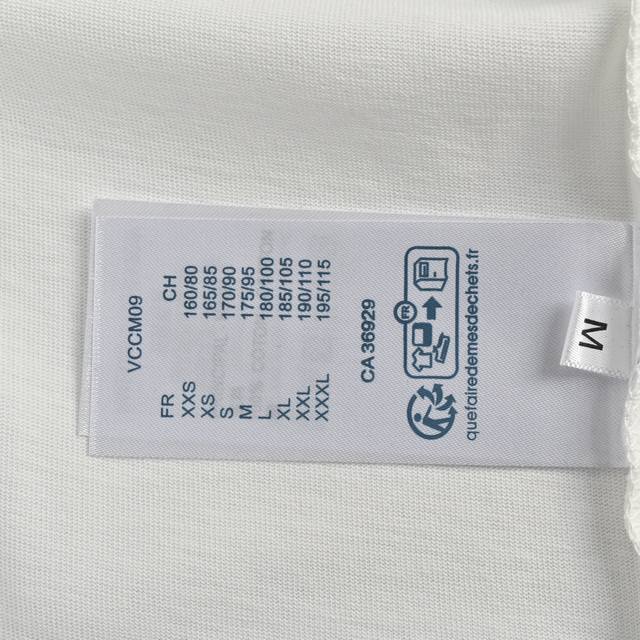 VCCM09
FR CH
XXS 160/80
XS 165/85
S 170/90
M 175/95
L 180/100
XL 185/105
XXL 190/110
XXXL 195/115
CA 36929
FR
quefairedemesdechets.fr
M